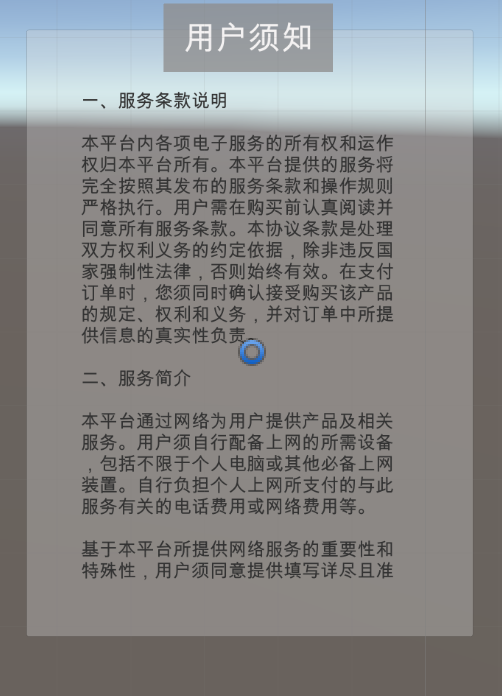 用户须知
一、服务条款说明
本平台内各项电子服务的所有权和运作
权归本平台所有。本平台提供的服务将
完全按照其发布的服务条款和操作规则
严格执行。用户需在购买前认真阅读并
同意所有服务条款。本协议条款是处理
双方权利义务的约定依据，除非违反国
家强制性法律，否则始终有效。在支付
订单时，您须同时确认接受购买该产品
的规定、权利和义务，并对订单中所提
供信息的真实性负责。
二、服务简介
本平台通过网络为用户提供产品及相关
服务。用户须自行配备上网的所需设备
，包括不限于个人电脑或其他必备上网
装置。自行负担个人上网所支付的与此
服务有关的电话费用或网络费用等。
基于本平台所提供网络服务的重要性和
特殊性，用户须同意提供填写详尽且准